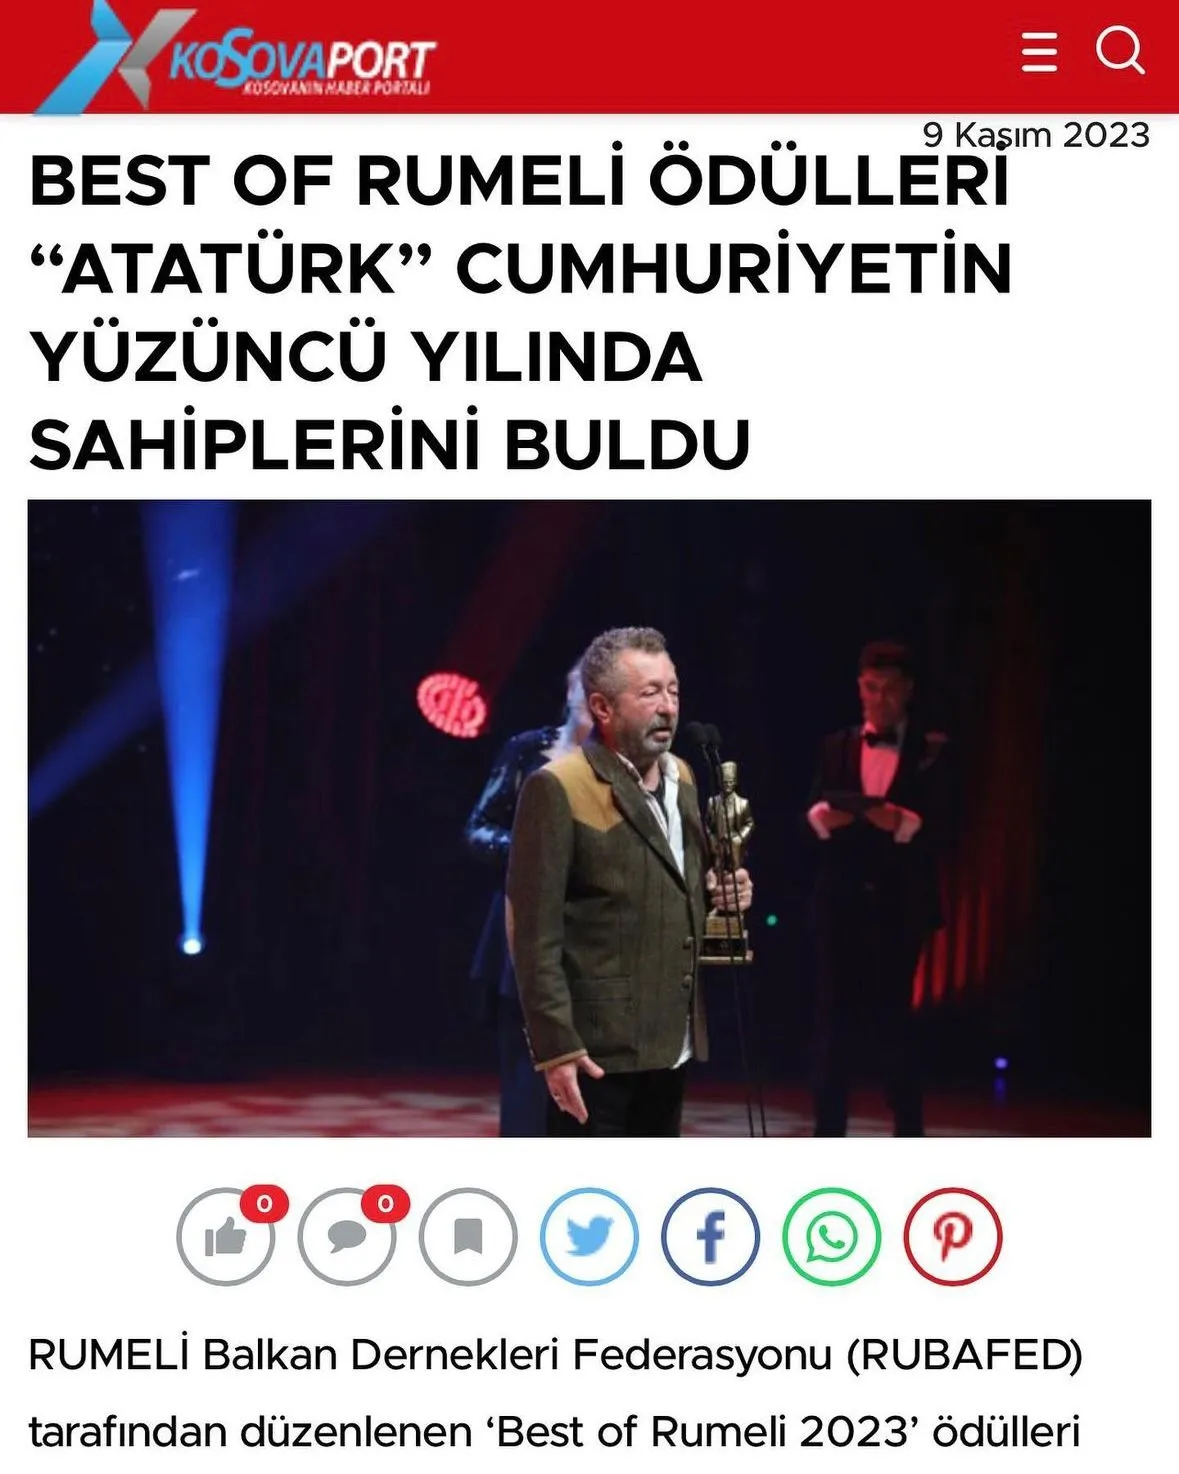 KOSOVAPORT
KOSOVANIN HABER PORTALI
9 Kasım 2023
BEST OF RUMELİ ÖDÜLLERİ
“ATATÜRK” CUMHURİYETİN
YÜZÜNCÜ YILINDA
SAHİPLERİNİ BULDU
0
0
RUMELİ Balkan Dernekleri Federasyonu (RUBAFED)
tarafından düzenlenen ‘Best of Rumeli 2023’ ödülleri